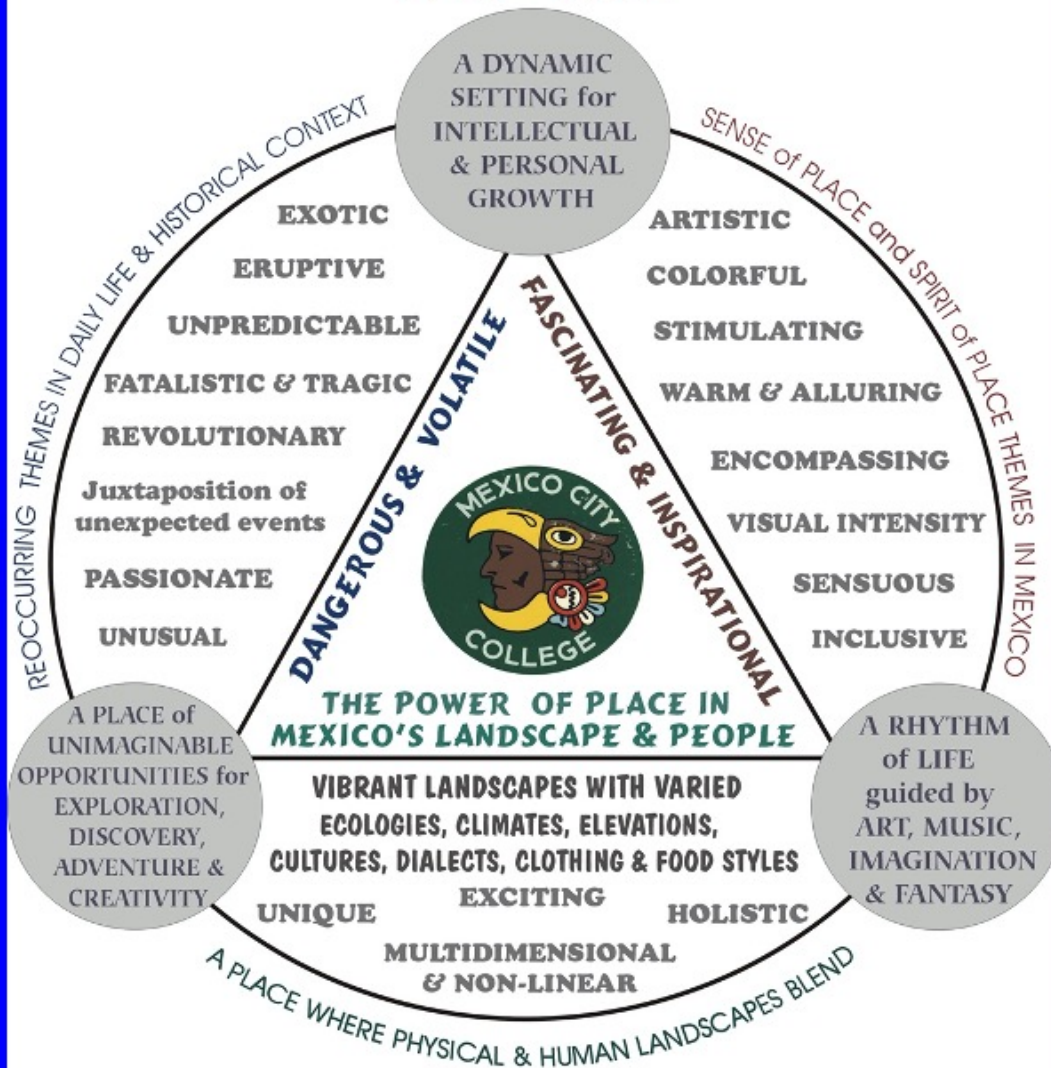 A DYNAMIC
SETTING for
INTELLECTUAL
& PERSONAL
GROWTH
REOCCURRING THEMES IN DAILY LIFE & HISTORICAL CONTEXT
EXOTIC
ERUPTIVE
UNPREDICTABLE
FATALISTIC & TRAGIC
REVOLUTIONARY
Juxtaposition of
unexpected events
PASSIONATE
UNUSUAL
SENSE of PLACE and SPIRIT of PLACE THEMES IN MEXICO
ARTISTIC
COLORFUL
STIMULATING
WARM & ALLURING
ENCOMPASSING
VISUAL INTENSITY
SENSUOUS
INCLUSIVE
DANGEROUS & VOLATILE
FASCINATING & INSPIRATIONAL
MEXICO CITY
COLLEGE
THE POWER OF PLACE IN
MEXICO'S LANDSCAPE & PEOPLE
A PLACE of
UNIMAGINABLE
OPPORTUNITIES for
EXPLORATION,
DISCOVERY,
ADVENTURE &
CREATIVITY
A RHYTHM
of LIFE
guided by
ART, MUSIC,
IMAGINATION
& FANTASY
VIBRANT LANDSCAPES WITH VARIED
ECOLOGIES, CLIMATES, ELEVATIONS,
CULTURES, DIALECTS, CLOTHING & FOOD STYLES
EXCITING
UNIQUE
HOLISTIC
MULTIDIMENSIONAL
& NON-LINEAR
A PLACE WHERE PHYSICAL & HUMAN LANDSCAPES BLEND